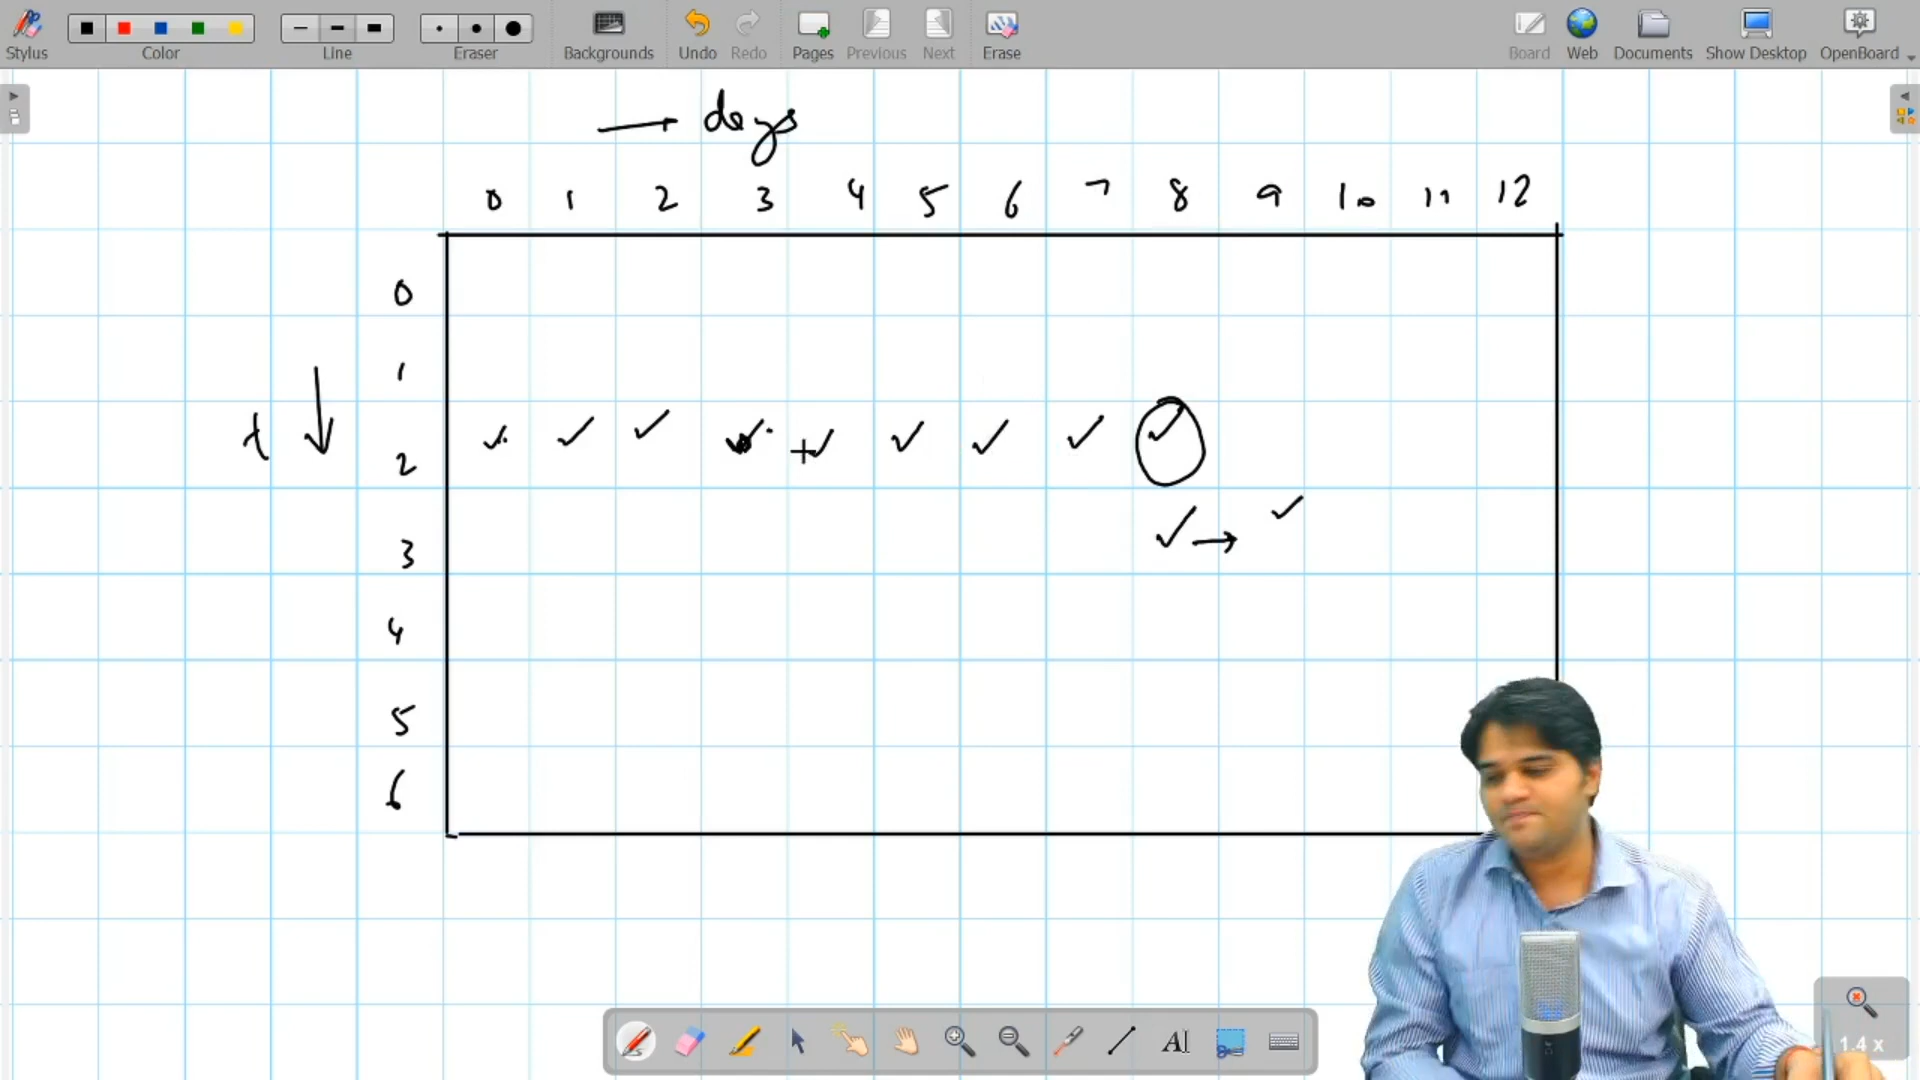 Stylus Color Line Eraser Backgrounds Undo Redo Pages Previous Next Erase Board Web Documents Show Desktop OpenBoard
→ days
0 1 2 3 4 5 6 7 8 9 10 11 12
0
1
t ↓ 2 ✓ ✓ ✓ ✓ +✓ ✓ ✓ ✓ ✓
3 ✓ → ✓
4
5
6
AI
1.4 x